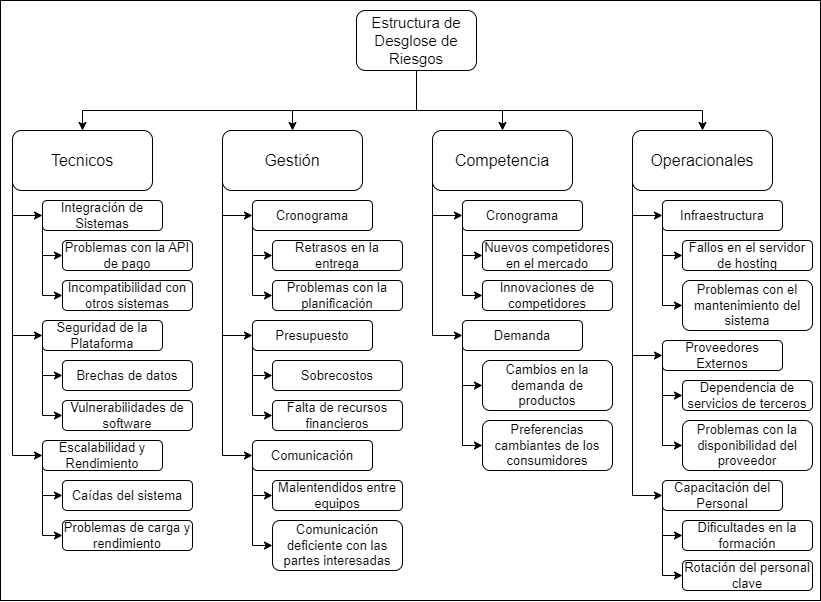 Estructura de
Desglose de
Riesgos
Tecnicos
Integración de
Sistemas
Problemas con la API
de pago
Incompatibilidad con
otros sistemas
Seguridad de la
Plataforma
Brechas de datos
Vulnerabilidades de
software
Escalabilidad y
Rendimiento
Caídas del sistema
Problemas de carga y
rendimiento
Gestión
Cronograma
Retrasos en la
entrega
Problemas con la
planificación
Presupuesto
Sobrecostos
Falta de recursos
financieros
Comunicación
Malentendidos entre
equipos
Comunicación
deficiente con las
partes interesadas
Competencia
Cronograma
Nuevos competidores
en el mercado
Innovaciones de
competidores
Demanda
Cambios en la
demanda de
productos
Preferencias
cambiantes de los
consumidores
Operacionales
Infraestructura
Fallos en el servidor
de hosting
Problemas con el
mantenimiento del
sistema
Proveedores
Externos
Dependencia de
servicios de terceros
Problemas con la
disponibilidad del
proveedor
Capacitación del
Personal
Dificultades en la
formación
Rotación del personal
clave